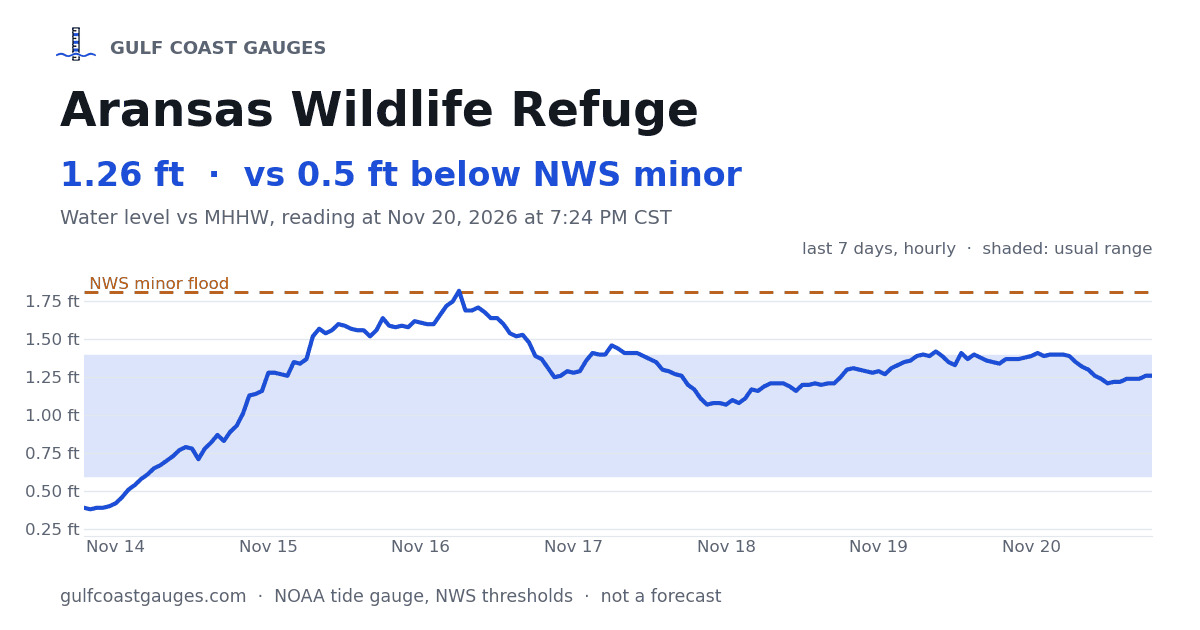 GULF COAST GAUGES
Aransas Wildlife Refuge
1.26 ft · vs 0.5 ft below NWS minor
Water level vs MHHW, reading at Nov 20, 2026 at 7:24 PM CST
last 7 days, hourly · shaded: usual range
NWS minor flood
1.75 ft
1.50 ft
1.25 ft
1.00 ft
0.75 ft
0.50 ft
0.25 ft
Nov 14 Nov 15 Nov 16 Nov 17 Nov 18 Nov 19 Nov 20
gulfcoastgauges.com · NOAA tide gauge, NWS thresholds · not a forecast